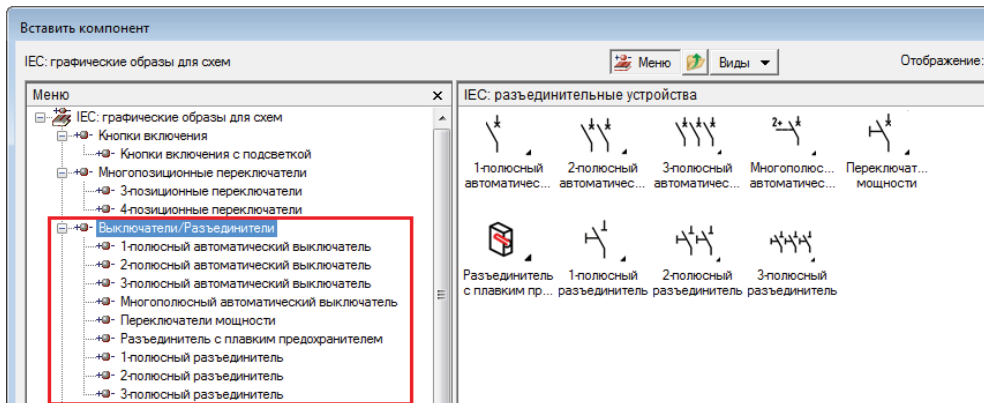 Вставить компонент
IEC: графические образы для схем
Меню
Виды
Отображение:
Меню
IEC: графические образы для схем
Кнопки включения
Кнопки включения с подсветкой
Многопозиционные переключатели
3-позиционные переключатели
4-позиционные переключатели
Выключатели/Разъединители
1-полюсный автоматический выключатель
2-полюсный автоматический выключатель
3-полюсный автоматический выключатель
Многополюсный автоматический выключатель
Переключатели мощности
Разъединитель с плавким предохранителем
1-полюсный разъединитель
2-полюсный разъединитель
3-полюсный разъединитель
IEC: разъединительные устройства
2+
1-полюсный
автоматичес...
2-полюсный
автоматичес...
3-полюсный
автоматичес...
Многополюс...
автоматичес...
Переключат...
мощности
Разъединитель
с плавким пр...
1-полюсный
разъединитель
2-полюсный
разъединитель
3-полюсный
разъединитель